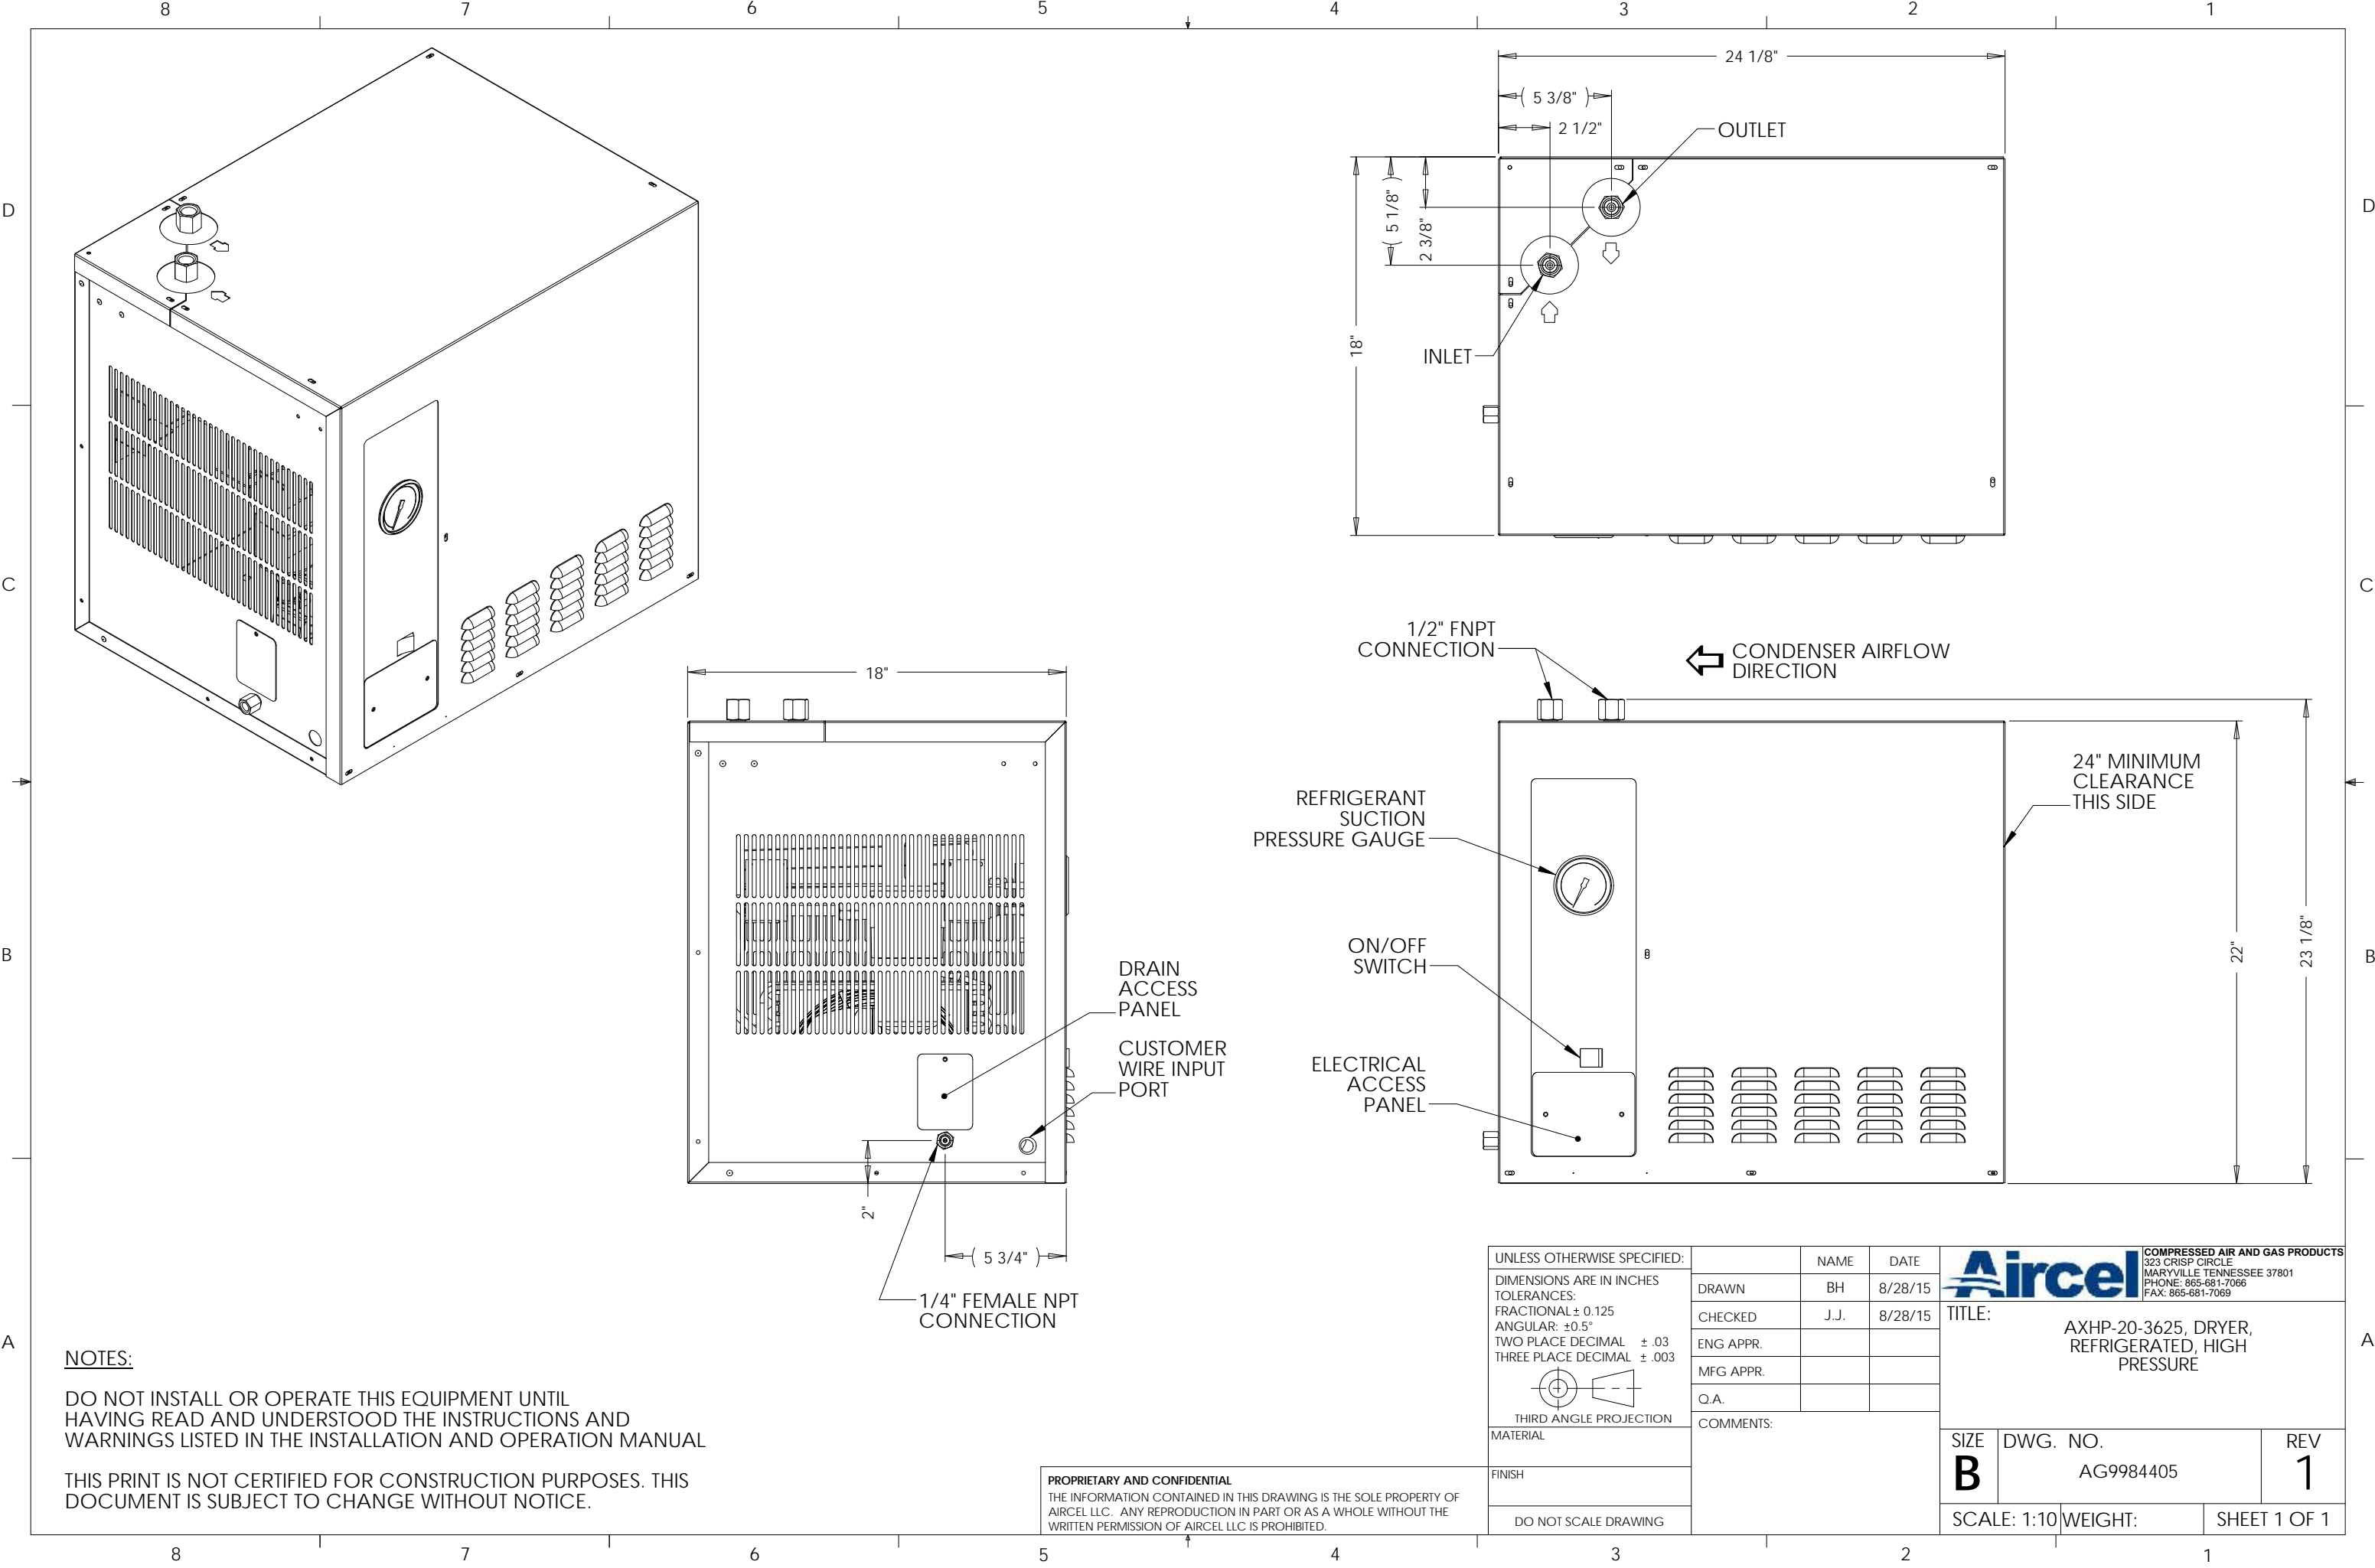 8 7 6 5 4 3 2 1
D
D
C
C
B
B
A
A
24 1/8"
( 5 3/8" )
2 1/2"
OUTLET
( 5 1/8" )
2 3/8"
18"
INLET
1/2" FNPT
CONNECTION
CONDENSER AIRFLOW
DIRECTION
18"
24" MINIMUM
CLEARANCE
THIS SIDE
REFRIGERANT
SUCTION
PRESSURE GAUGE
22"
23 1/8"
ON/OFF
SWITCH
DRAIN
ACCESS
PANEL
CUSTOMER
WIRE INPUT
PORT
ELECTRICAL
ACCESS
PANEL
2"
( 5 3/4" )
1/4" FEMALE NPT
CONNECTION
NOTES:
DO NOT INSTALL OR OPERATE THIS EQUIPMENT UNTIL
HAVING READ AND UNDERSTOOD THE INSTRUCTIONS AND
WARNINGS LISTED IN THE INSTALLATION AND OPERATION MANUAL
THIS PRINT IS NOT CERTIFIED FOR CONSTRUCTION PURPOSES. THIS
DOCUMENT IS SUBJECT TO CHANGE WITHOUT NOTICE.
PROPRIETARY AND CONFIDENTIAL
THE INFORMATION CONTAINED IN THIS DRAWING IS THE SOLE PROPERTY OF
AIRCEL LLC. ANY REPRODUCTION IN PART OR AS A WHOLE WITHOUT THE
WRITTEN PERMISSION OF AIRCEL LLC IS PROHIBITED.
UNLESS OTHERWISE SPECIFIED:
DIMENSIONS ARE IN INCHES
TOLERANCES:
FRACTIONAL ± 0.125
ANGULAR: ±0.5°
TWO PLACE DECIMAL ± .03
THREE PLACE DECIMAL ± .003
THIRD ANGLE PROJECTION
MATERIAL
FINISH
DO NOT SCALE DRAWING
NAME DATE
DRAWN BH 8/28/15
CHECKED J.J. 8/28/15
ENG APPR.
MFG APPR.
Q.A.
COMMENTS:
Aircel
COMPRESSED AIR AND GAS PRODUCTS
323 CRISP CIRCLE
MARYVILLE TENNESSEE 37801
PHONE: 865-681-7066
FAX: 865-681-7069
TITLE:
AXHP-20-3625, DRYER,
REFRIGERATED, HIGH
PRESSURE
SIZE
B
DWG. NO.
AG9984405
REV
1
SCALE: 1:10
WEIGHT:
SHEET 1 OF 1
8 7 6 5 4 3 2 1